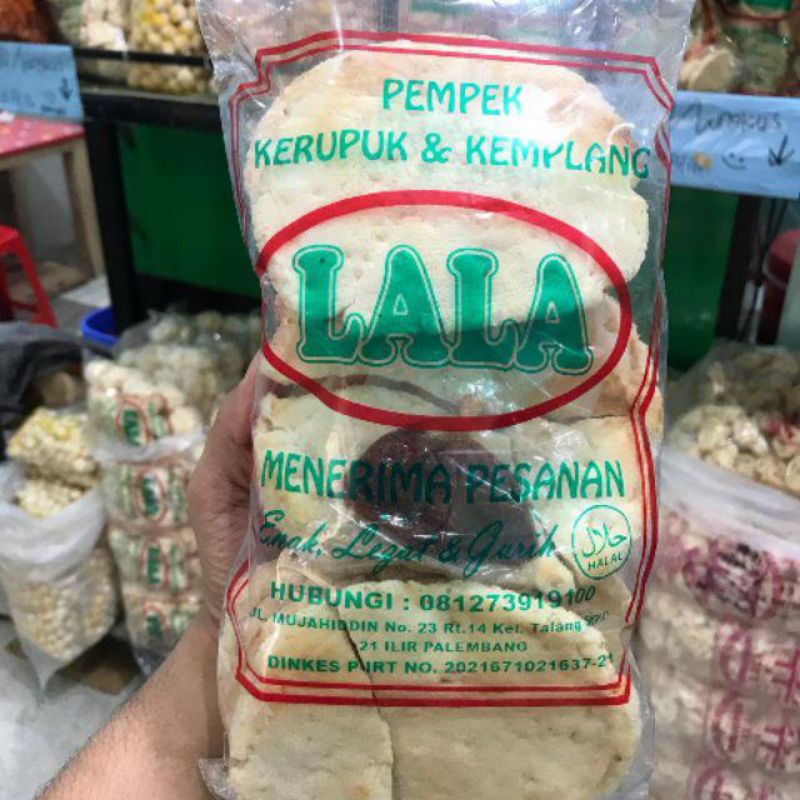 PEMPEK
KERUPUK & KEMPLANG
LALA
MENERIMA PESANAN
Enak, Lezat & Gurih
حلال
HALAL
HUBUNGI : 081273919100
JL. MUJAHIDDIN No. 23 Rt.14 Kel. Talang
21 ILIR PALEMBANG
DINKES PIRT NO. 2021671021637-21